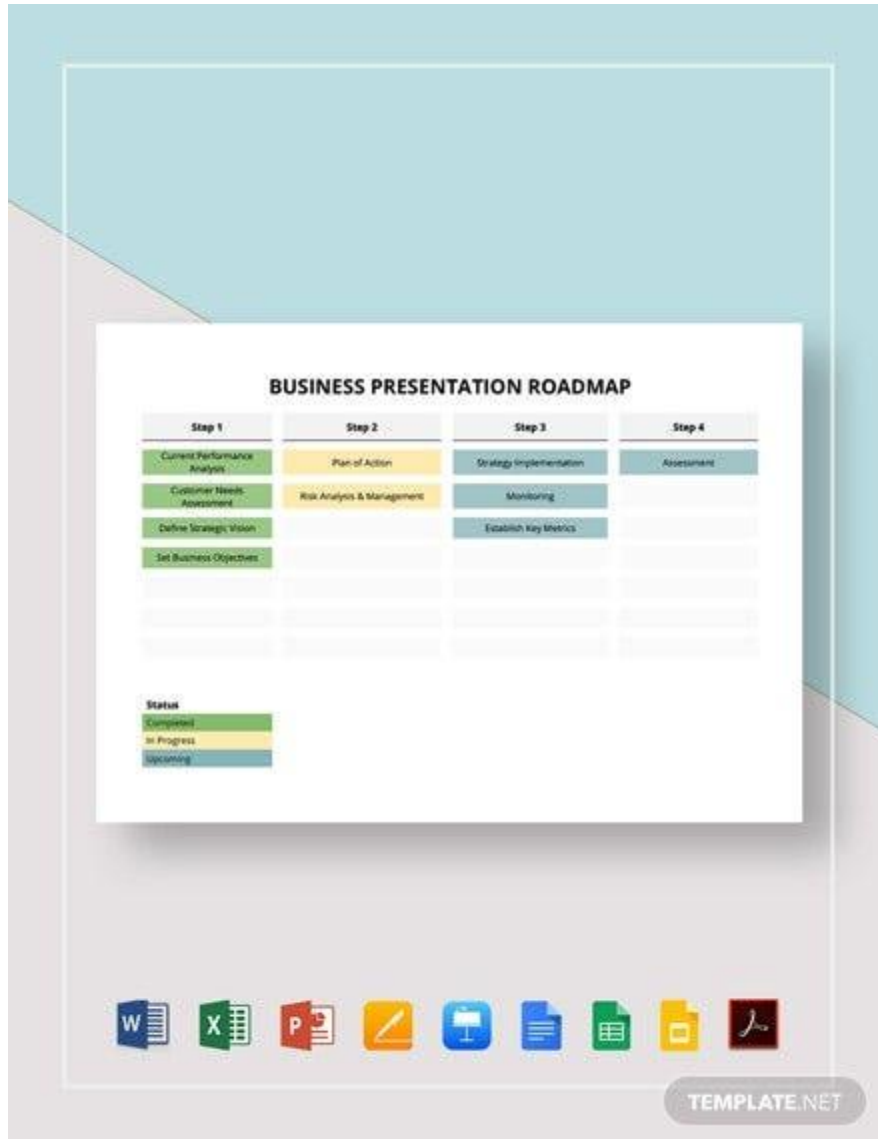 BUSINESS PRESENTATION ROADMAP
Step 1
Step 2
Step 3
Step 4
Current Performance
Analysis
Plan of Action
Strategy Implementation
Assessment
Customer Needs
Assessment
Risk Analysis & Management
Monitoring
Define Strategic Vision
Establish Key Metrics
Set Business Objectives
Status
Completed
In Progress
Upcoming
W
X
P
TEMPLATE.NET